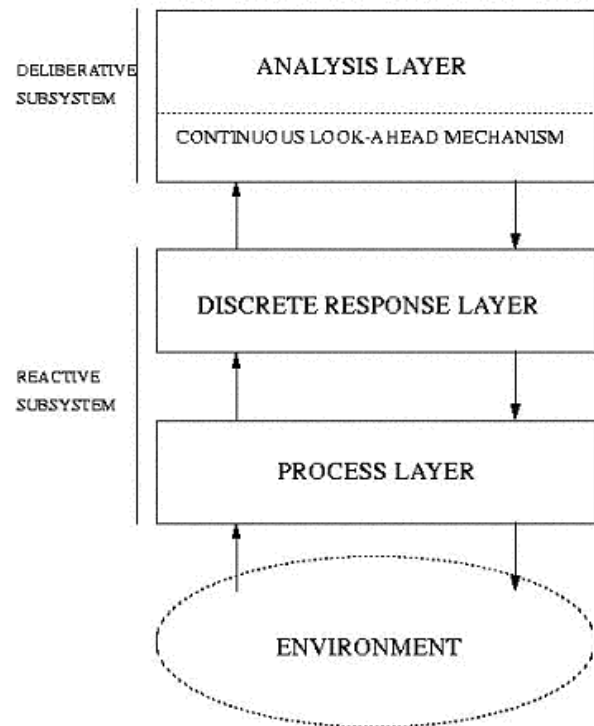 DELIBERATIVE
SUBSYSTEM
ANALYSIS LAYER
CONTINUOUS LOOK-AHEAD MECHANISM
DISCRETE RESPONSE LAYER
REACTIVE
SUBSYSTEM
PROCESS LAYER
ENVIRONMENT